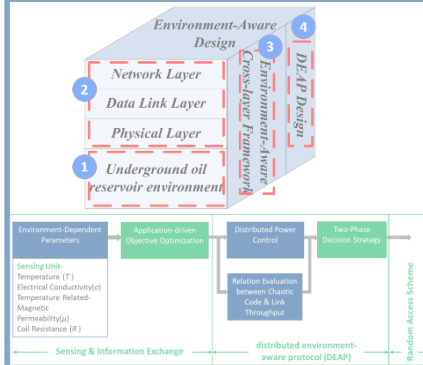 Environment-Aware
Design
4
3
2
Network Layer
Data Link Layer
Physical Layer
1
Underground oil
reservoir environment
Environment-Aware
Cross-layer Framework
DEAP Design
Environment-Dependent
Parameters
Application-driven
Objective Optimization
Distributed Power
Control
Two-Phase
Decision Strategy
Sensing Unit-
Temperature (T)
Electrical Conductivity(σ)
Temperature Related-
Magnetic
Permeability(μ)
Coil Resistance (R)
Relation Evaluation
between Chaotic
Code & Link
Throughput
Random Access Scheme
Sensing & Information Exchange
distributed environment-
aware protocol (DEAP)